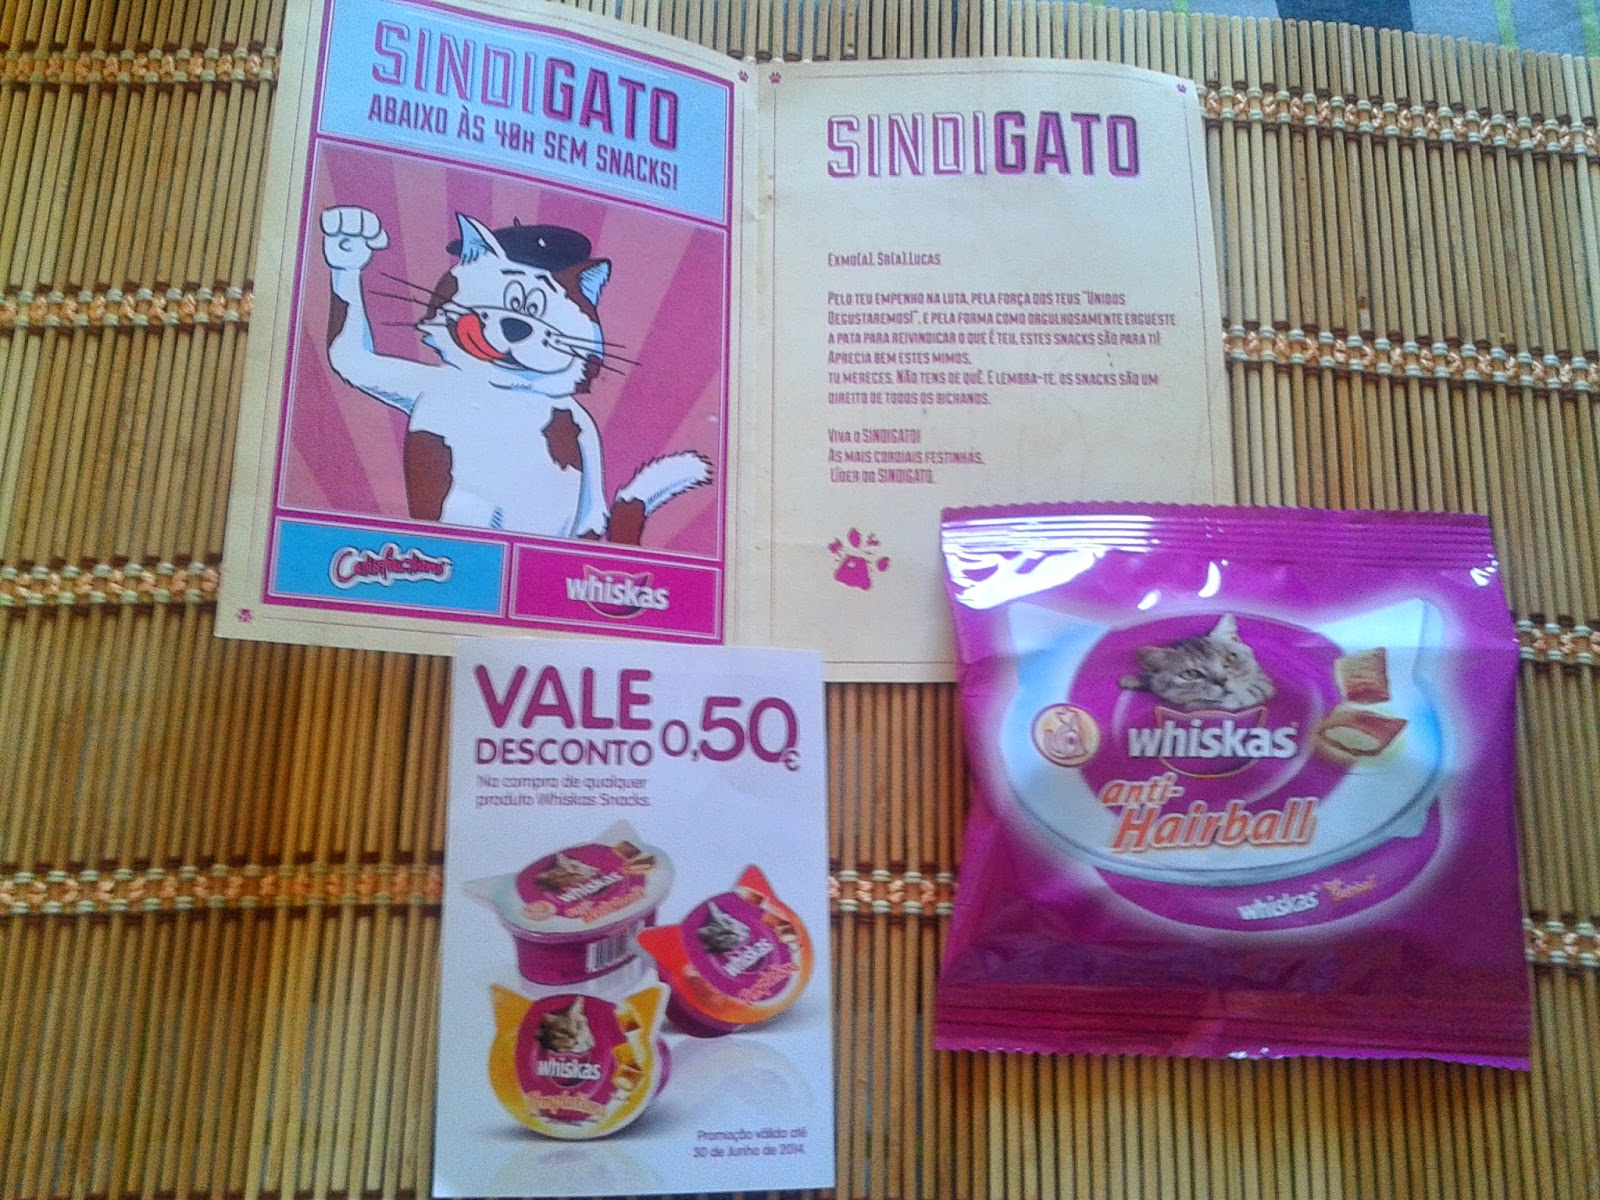 SINDIGATO
ABAIXO ÀS 40H SEM SNACKS!
Catisfactions
whiskas
SINDIGATO
EXMO(A). SR(A).LUCAS
PELO TEU EMPENHO NA LUTA, PELA FORÇA DOS TEUS "UNIDOS
DEGUSTAREMOS!", E PELA FORMA COMO ORGULHOSAMENTE ERGUESTE
A PATA PARA REIVINDICAR O QUE É TEU, ESTES SNACKS SÃO PARA TI!
APRECIA BEM ESTES MIMOS.
TU MERECES. NÃO TENS DE QUÊ. E LEMBRA-TE, OS SNACKS SÃO UM
DIREITO DE TODOS OS BICHANOS.
VIVA O SINDIGATO!
AS MAIS CORDIAIS FESTINHAS,
LÍDER DO SINDIGATO.
VALE
DESCONTO 0,50€
Na compra de qualquer
produto Whiskas Snacks.
whiskas
anti-Hairball
whiskas
whiskas
Promoção válida até
30 de Junho de 2014.
whiskas
anti-
Hairball
whiskas